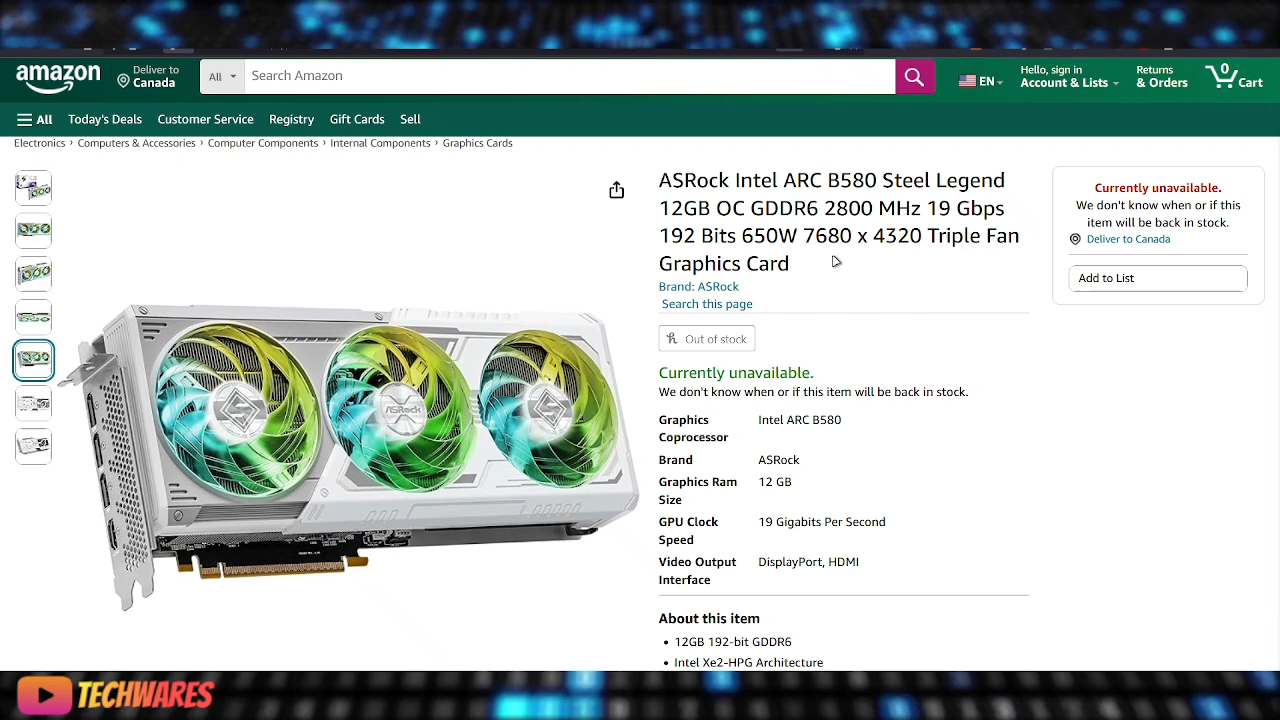 amazon
Deliver to
Canada
All
Search Amazon
EN
Hello, sign in
Account & Lists
Returns
& Orders
0
Cart
All
Today's Deals
Customer Service
Registry
Gift Cards
Sell
Electronics › Computers & Accessories › Computer Components › Internal Components › Graphics Cards
ASRock Intel ARC B580 Steel Legend
12GB OC GDDR6 2800 MHz 19 Gbps
192 Bits 650W 7680 x 4320 Triple Fan
Graphics Card
Brand: ASRock
Search this page
Out of stock
Currently unavailable.
We don't know when or if this item will be back in stock.
Graphics
Coprocessor
Intel ARC B580
Brand
ASRock
Graphics Ram
Size
12 GB
GPU Clock
Speed
19 Gigabits Per Second
Video Output
Interface
DisplayPort, HDMI
About this item
• 12GB 192-bit GDDR6
• Intel Xe2-HPG Architecture
Currently unavailable.
We don't know when or if this
item will be back in stock.
Deliver to Canada
Add to List
ASRock
TECHWARES